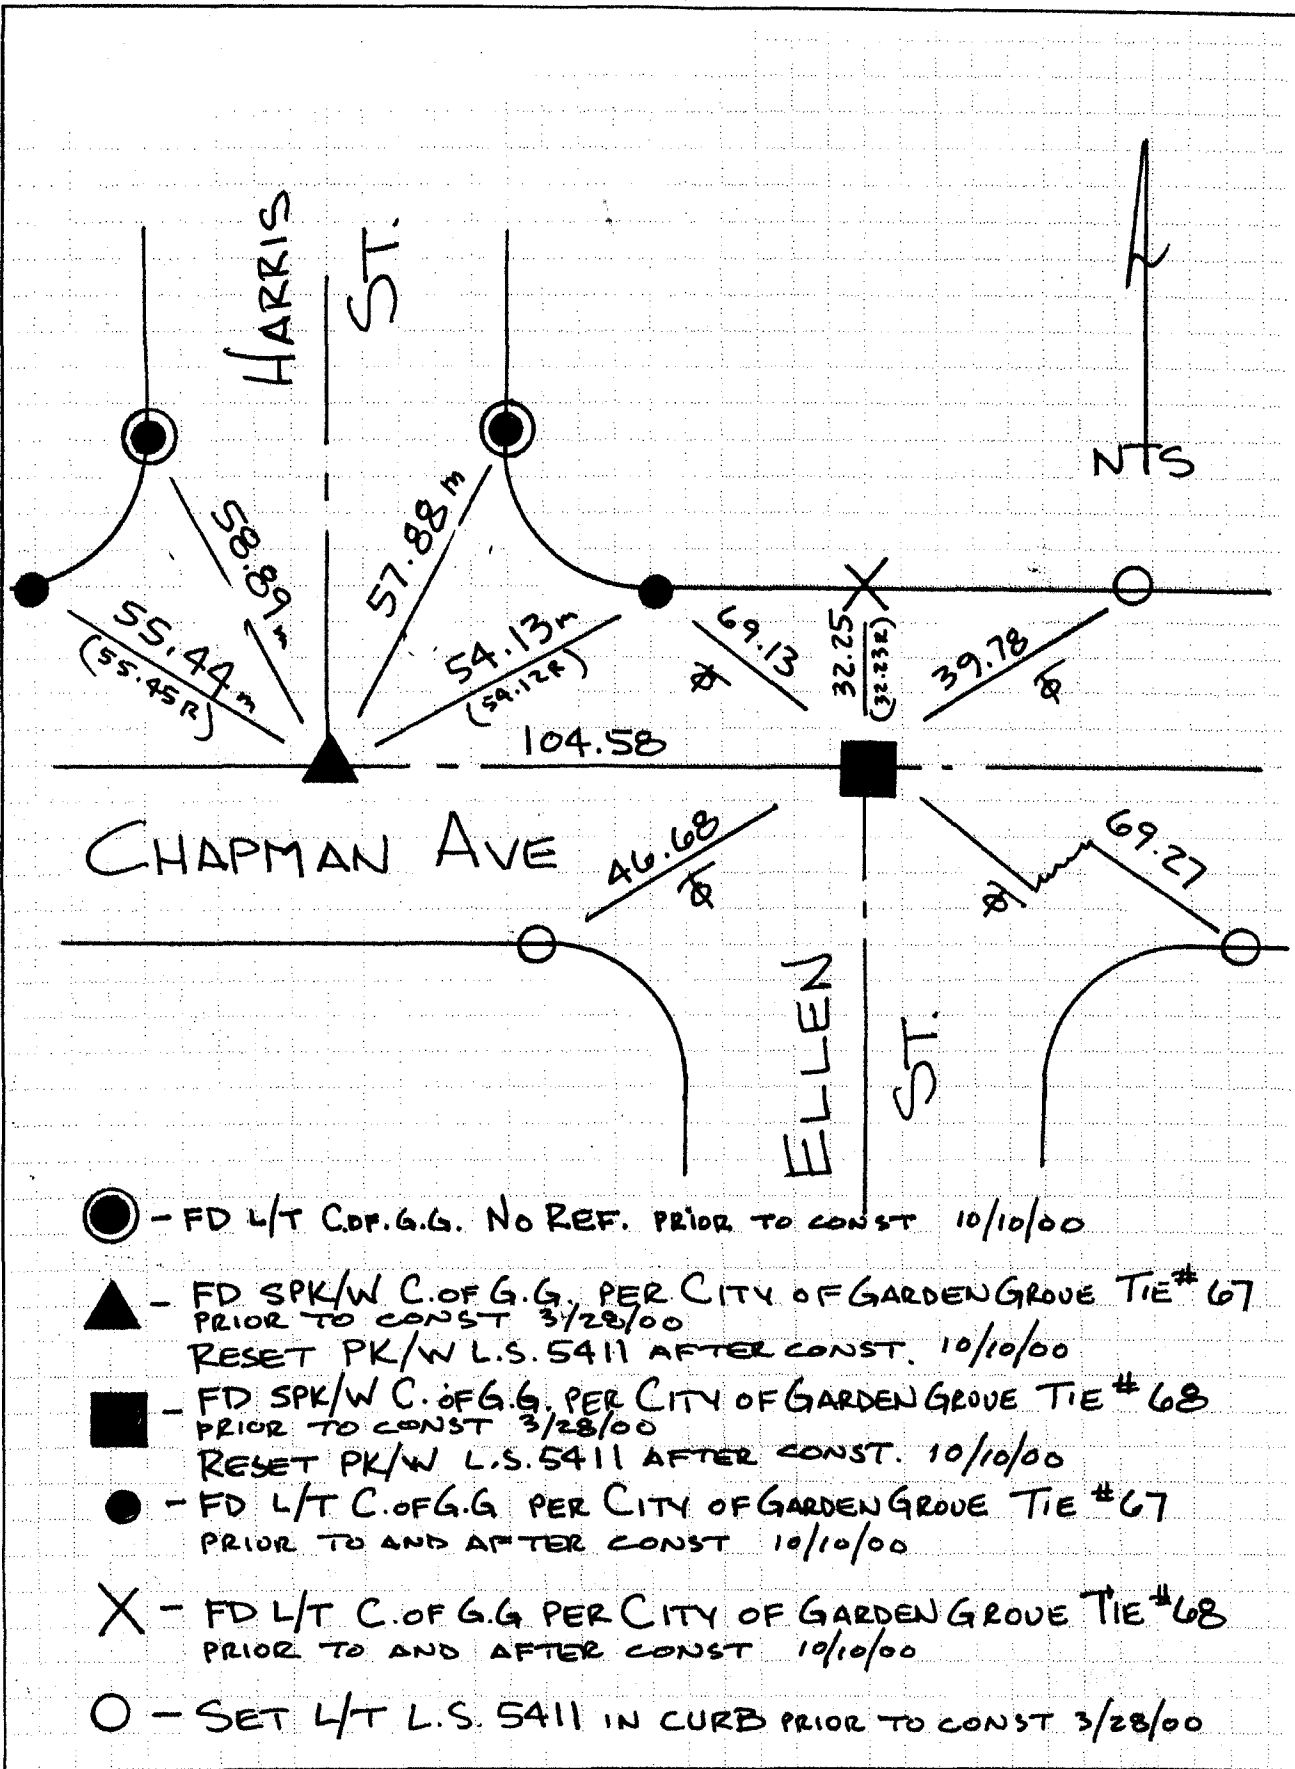 HARRIS
ST.
NTS
58.89 m
57.88 m
55.44 m
(55.45 R)
54.13 m
(54.12R)
69.13
32.25
(32.23R)
39.78
104.58
CHAPMAN AVE
46.68
69.27
ELLEN
ST.
- FD L/T C.OF.G.G. NO REF. PRIOR TO CONST 10/10/00
- FD SPK/W C.OF G.G. PER CITY OF GARDEN GROVE TIE # 67
PRIOR TO CONST 3/28/00
RESET PK/W L.S. 5411 AFTER CONST. 10/10/00
- FD SPK/W C.OF G.G. PER CITY OF GARDEN GROVE TIE # 68
PRIOR TO CONST 3/28/00
RESET PK/W L.S. 5411 AFTER CONST. 10/10/00
- FD L/T C.OF G.G PER CITY OF GARDEN GROVE TIE #67
PRIOR TO AND AFTER CONST 10/10/00
- FD L/T C.OF G.G PER CITY OF GARDEN GROVE TIE #68
PRIOR TO AND AFTER CONST 10/10/00
- SET L/T L.S. 5411 IN CURB PRIOR TO CONST 3/28/00